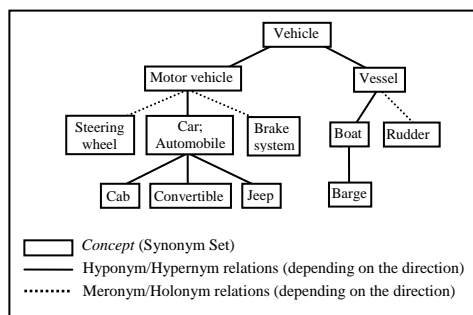 Vehicle
Motor vehicle
Vessel
Steering
wheel
Car;
Automobile
Brake
system
Boat
Rudder
Cab
Convertible
Jeep
Barge
Concept (Synonym Set)
Hyponym/Hypernym relations (depending on the direction)
Meronym/Holonym relations (depending on the direction)